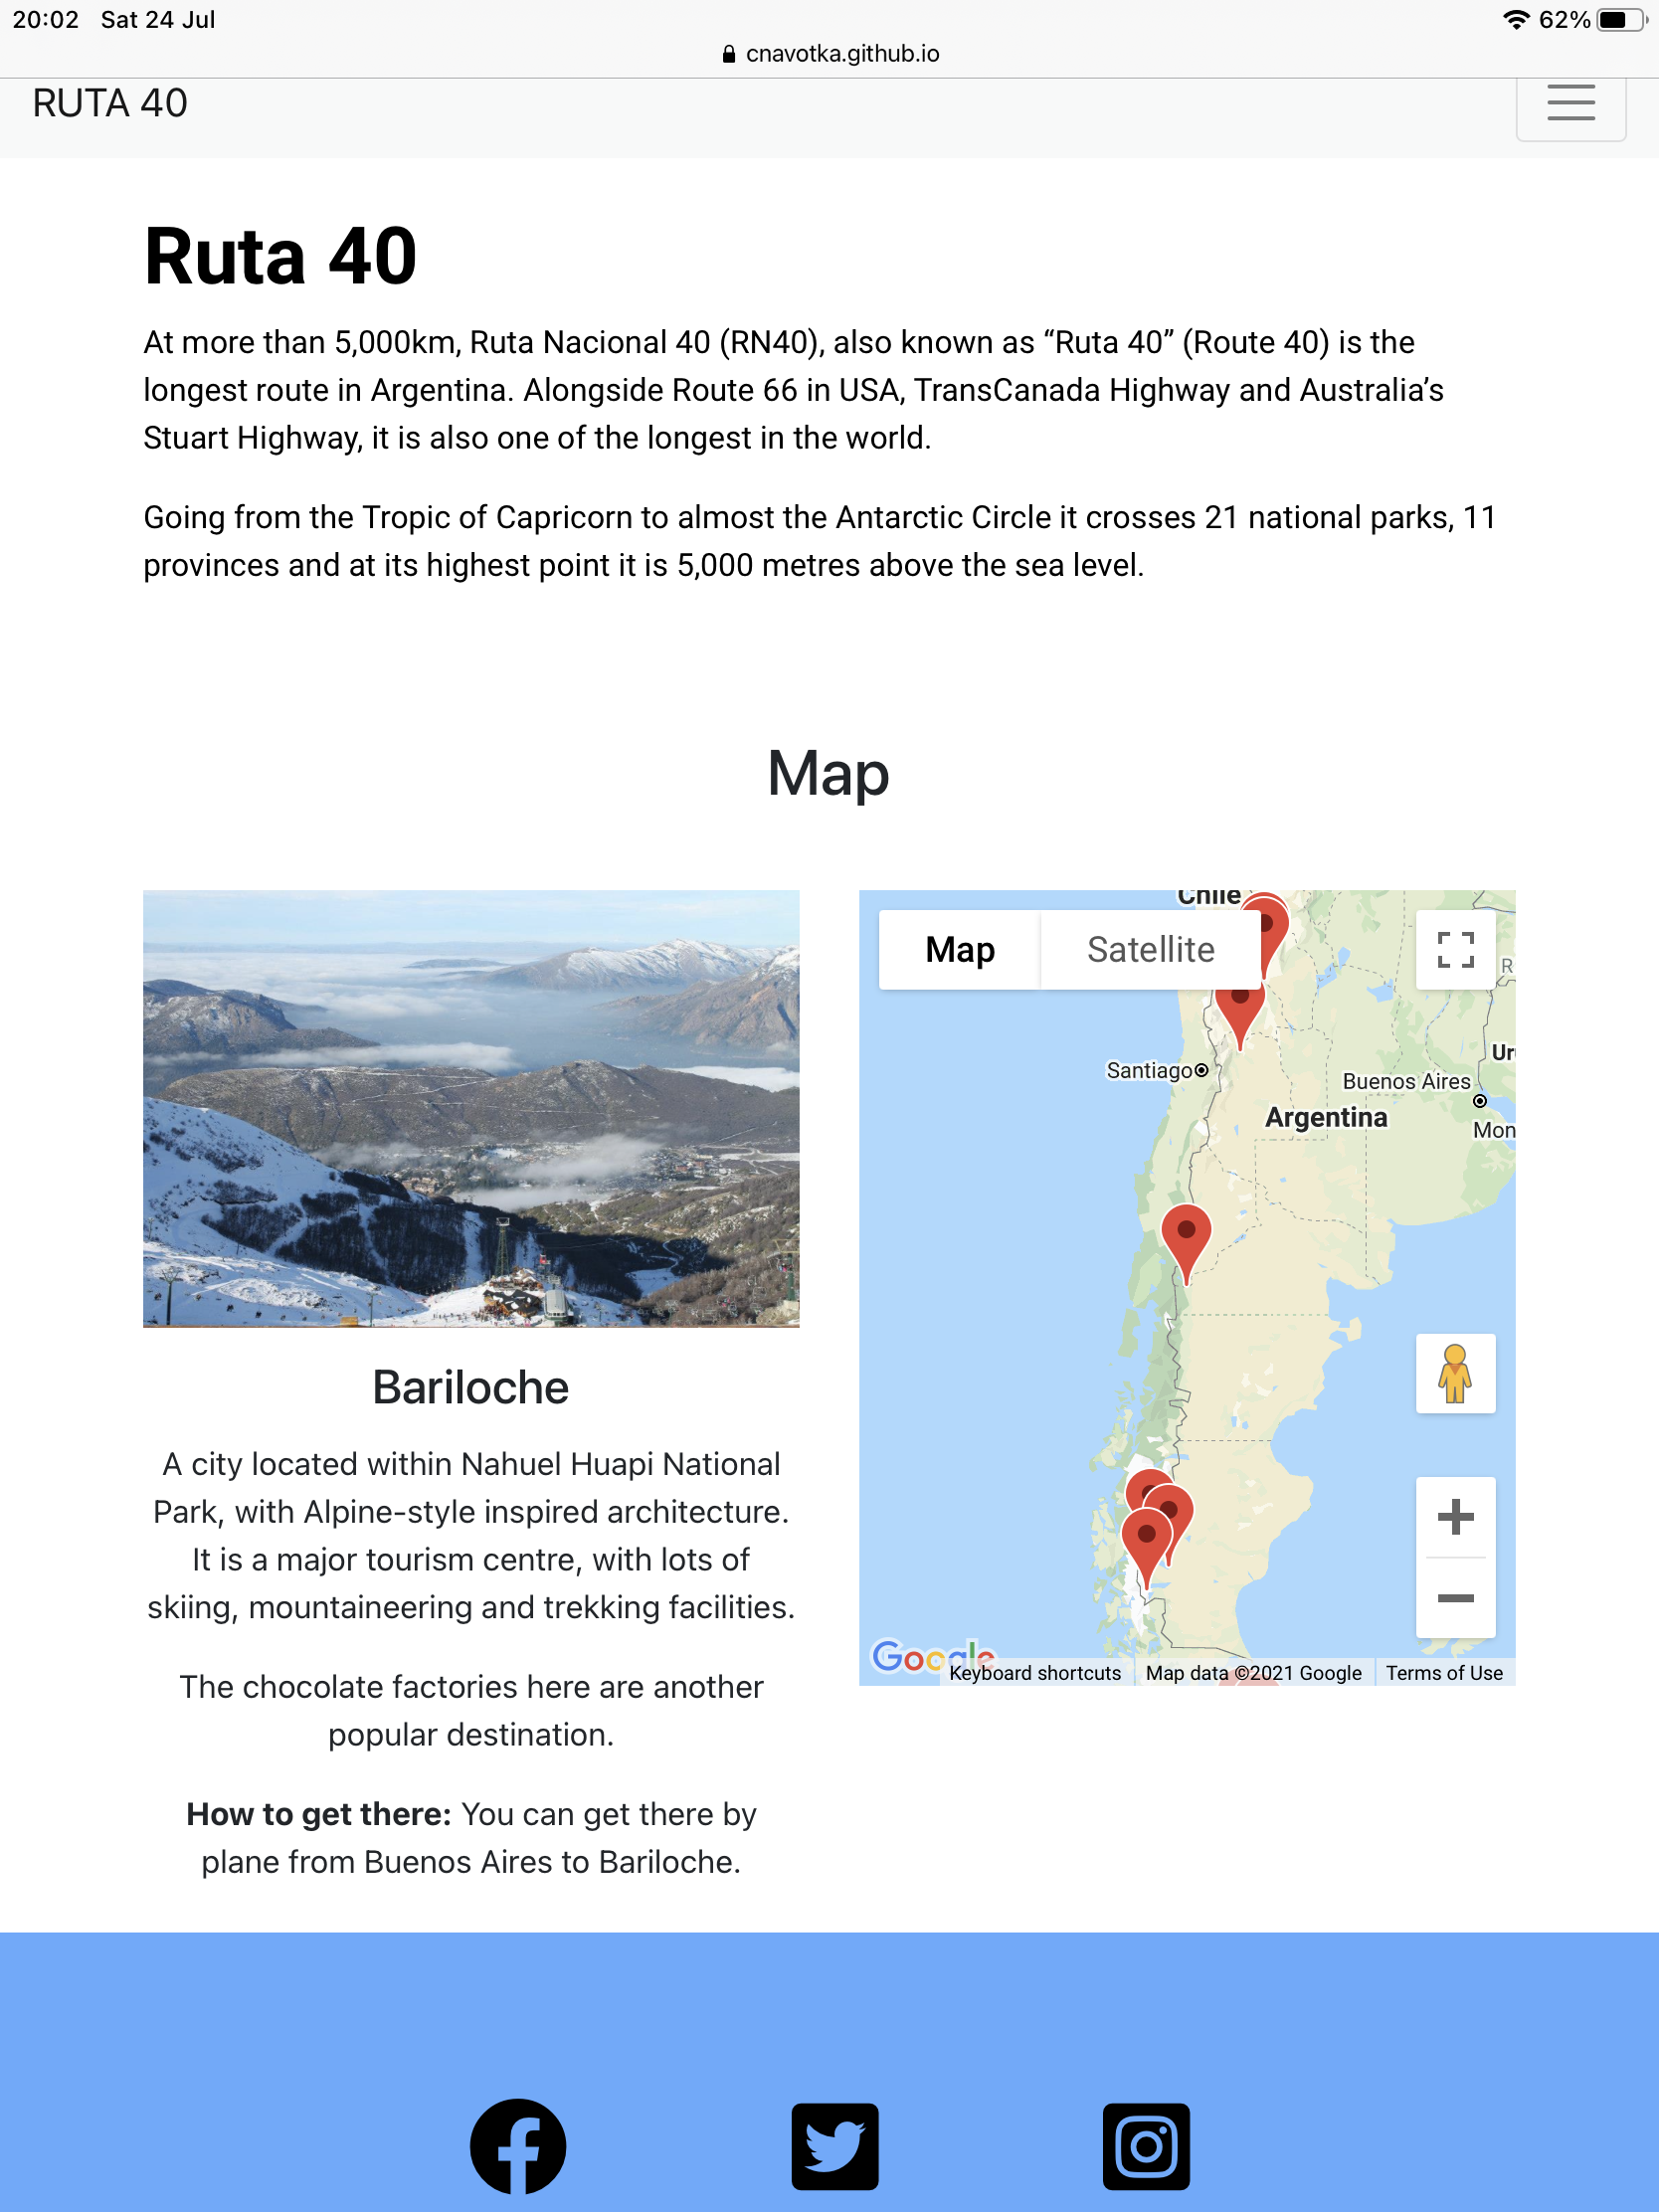 20:02 Sat 24 Jul
62%
cnavotka.github.io
RUTA 40
Ruta 40
At more than 5,000km, Ruta Nacional 40 (RN40), also known as “Ruta 40” (Route 40) is the
longest route in Argentina. Alongside Route 66 in USA, TransCanada Highway and Australia’s
Stuart Highway, it is also one of the longest in the world.
Going from the Tropic of Capricorn to almost the Antarctic Circle it crosses 21 national parks, 11
provinces and at its highest point it is 5,000 metres above the sea level.
Map
Bariloche
A city located within Nahuel Huapi National
Park, with Alpine-style inspired architecture.
It is a major tourism centre, with lots of
skiing, mountaineering and trekking facilities.
The chocolate factories here are another
popular destination.
How to get there: You can get there by
plane from Buenos Aires to Bariloche.
Chile
Map Satellite
R
Ur
Santiago
Buenos Aires
Argentina
Mon
Google
Keyboard shortcuts Map data ©2021 Google Terms of Use